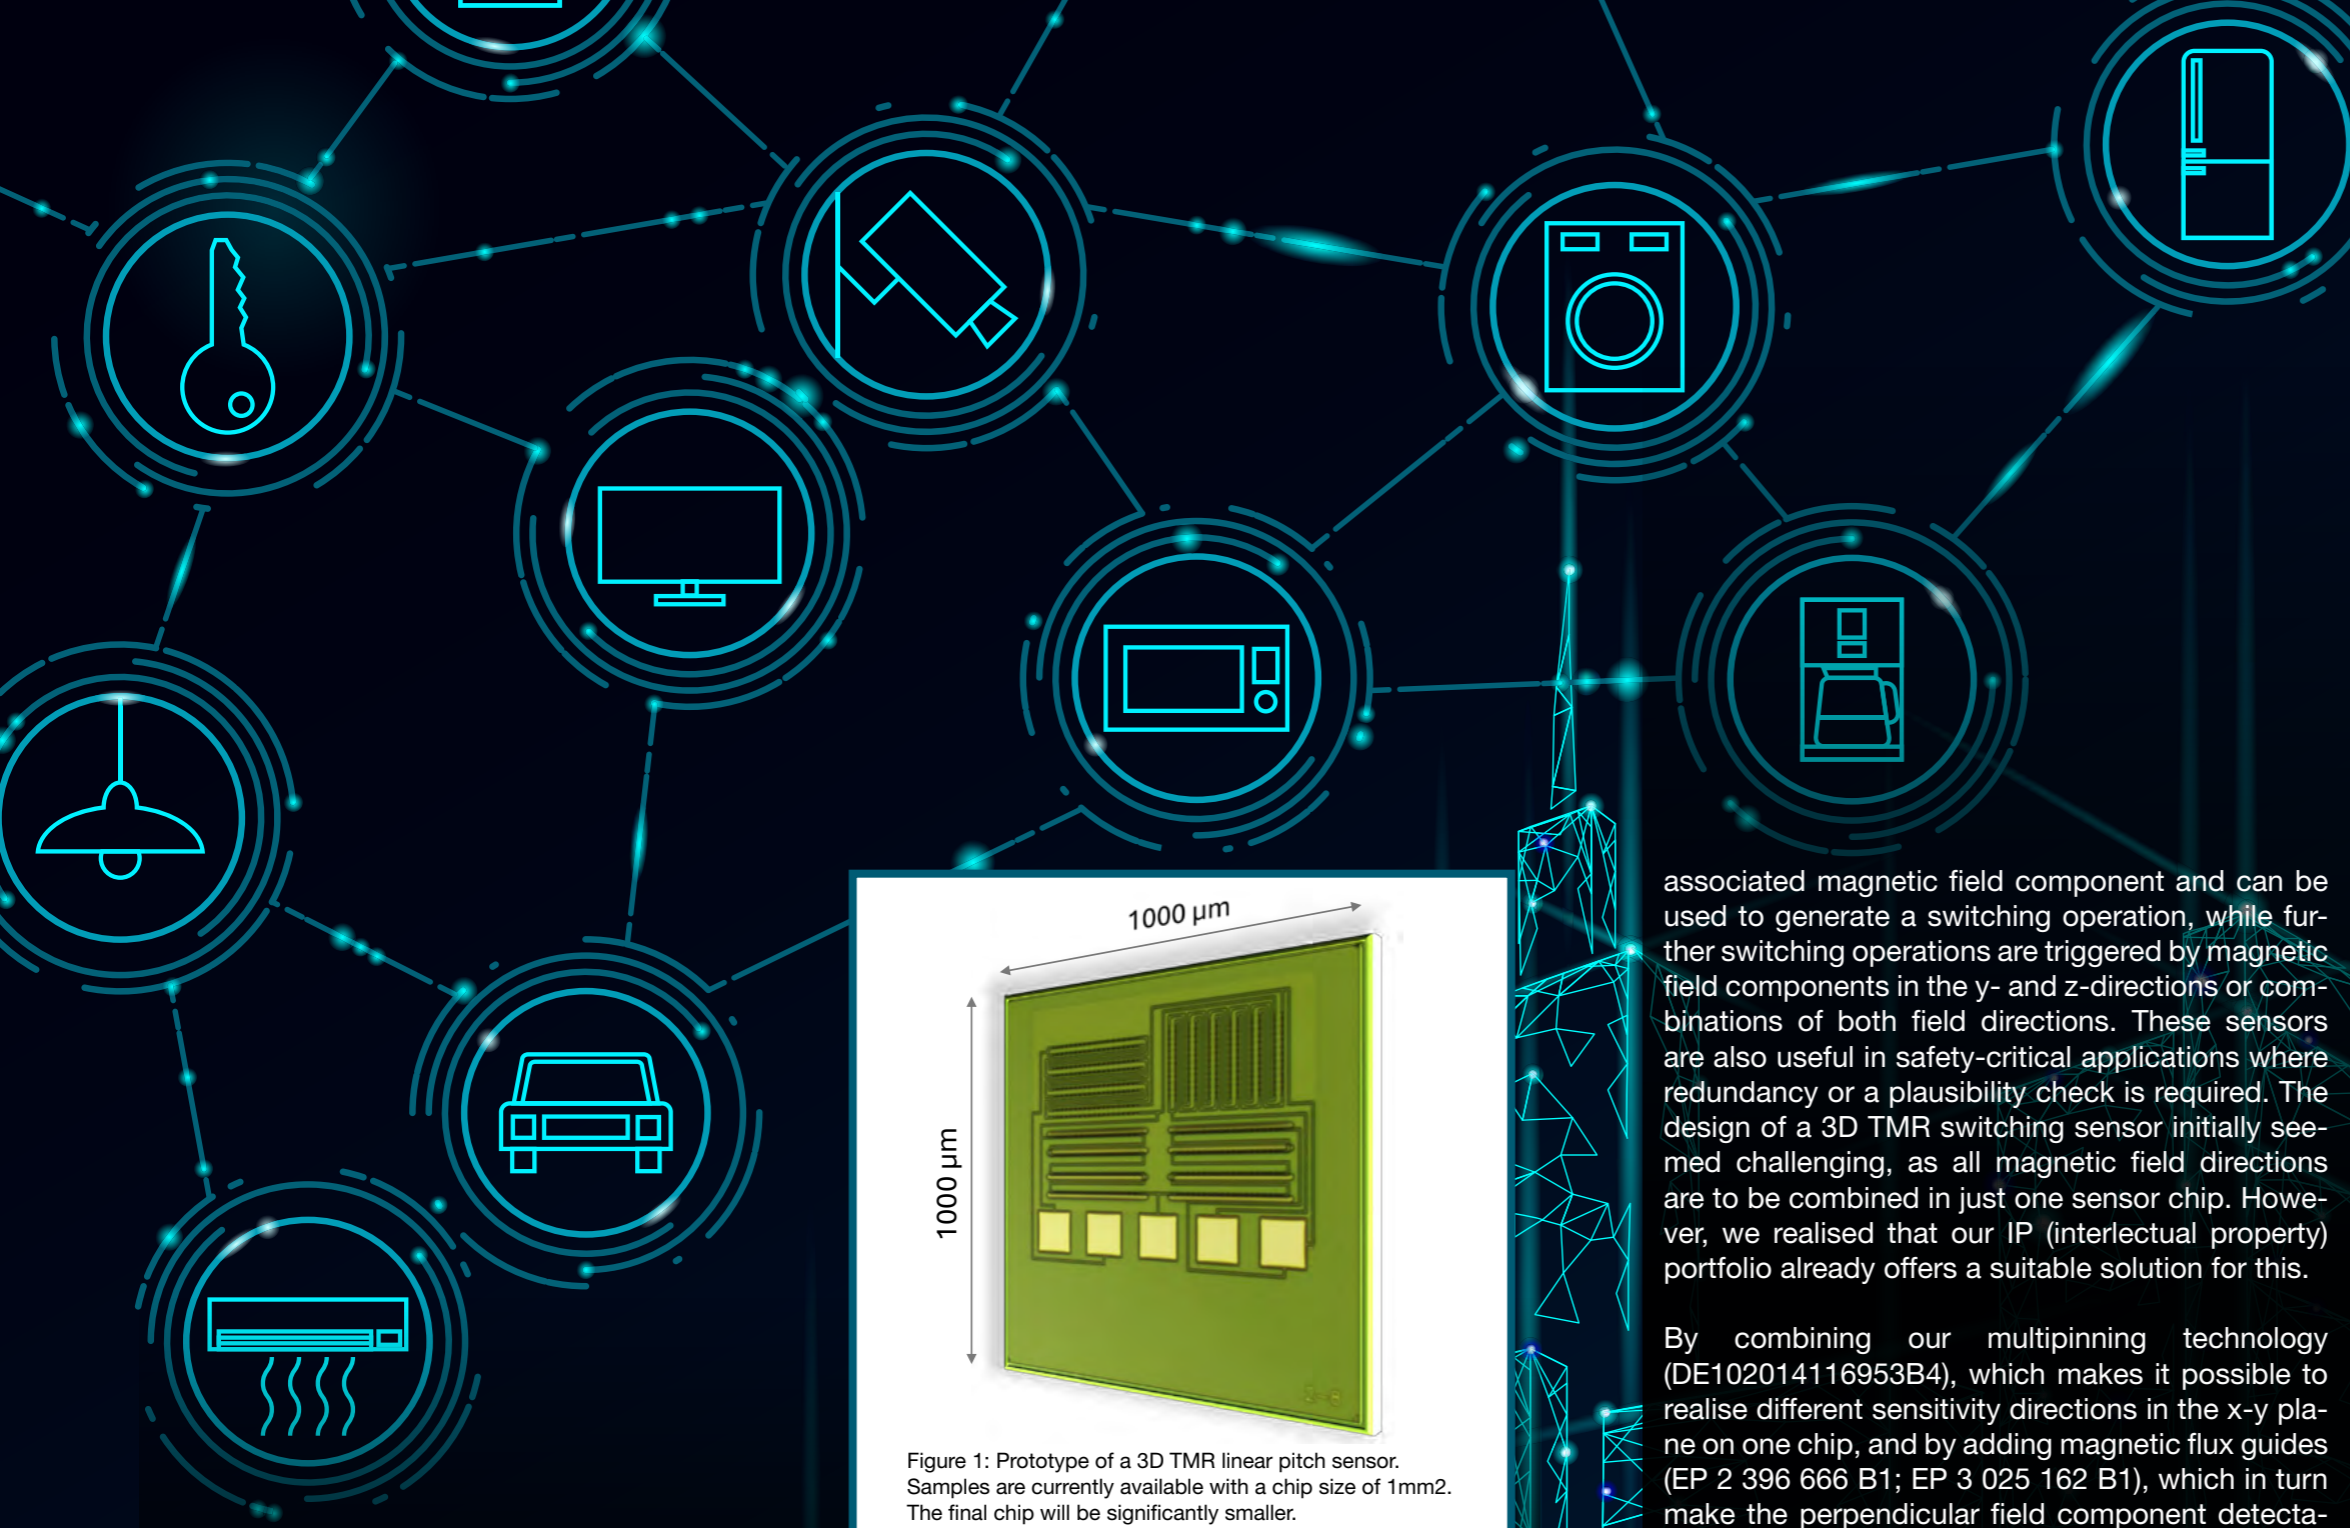 1000 µm
1000 µm
Figure 1: Prototype of a 3D TMR linear pitch sensor.
Samples are currently available with a chip size of 1mm2.
The final chip will be significantly smaller.
associated magnetic field component and can be
used to generate a switching operation, while fur-
ther switching operations are triggered by magnetic
field components in the y- and z-directions or com-
binations of both field directions. These sensors
are also useful in safety-critical applications where
redundancy or a plausibility check is required. The
design of a 3D TMR switching sensor initially see-
med challenging, as all magnetic field directions
are to be combined in just one sensor chip. Howe-
ver, we realised that our IP (interlectual property)
portfolio already offers a suitable solution for this.
By combining our multipinning technology
(DE102014116953B4), which makes it possible to
realise different sensitivity directions in the x-y pla-
ne on one chip, and by adding magnetic flux guides
(EP 2 396 666 B1; EP 3 025 162 B1), which in turn
make the perpendicular field component detecta-